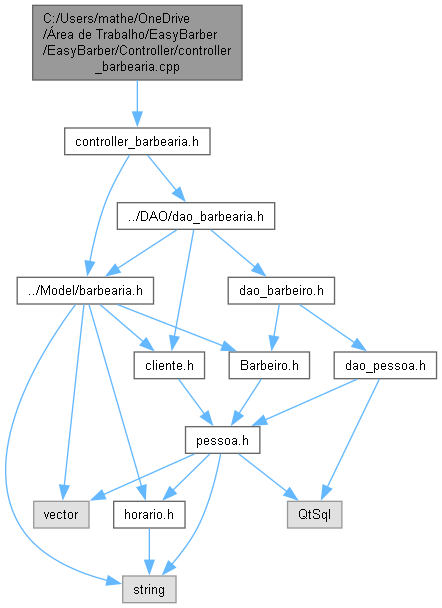 C:/Users/mathe/OneDrive
/Área de Trabalho/EasyBarber
/EasyBarber/Controller/controller
_barbearia.cpp
controller_barbearia.h
../DAO/dao_barbearia.h
../Model/barbearia.h
dao_barbeiro.h
cliente.h
Barbeiro.h
dao_pessoa.h
pessoa.h
vector
horario.h
QtSql
string